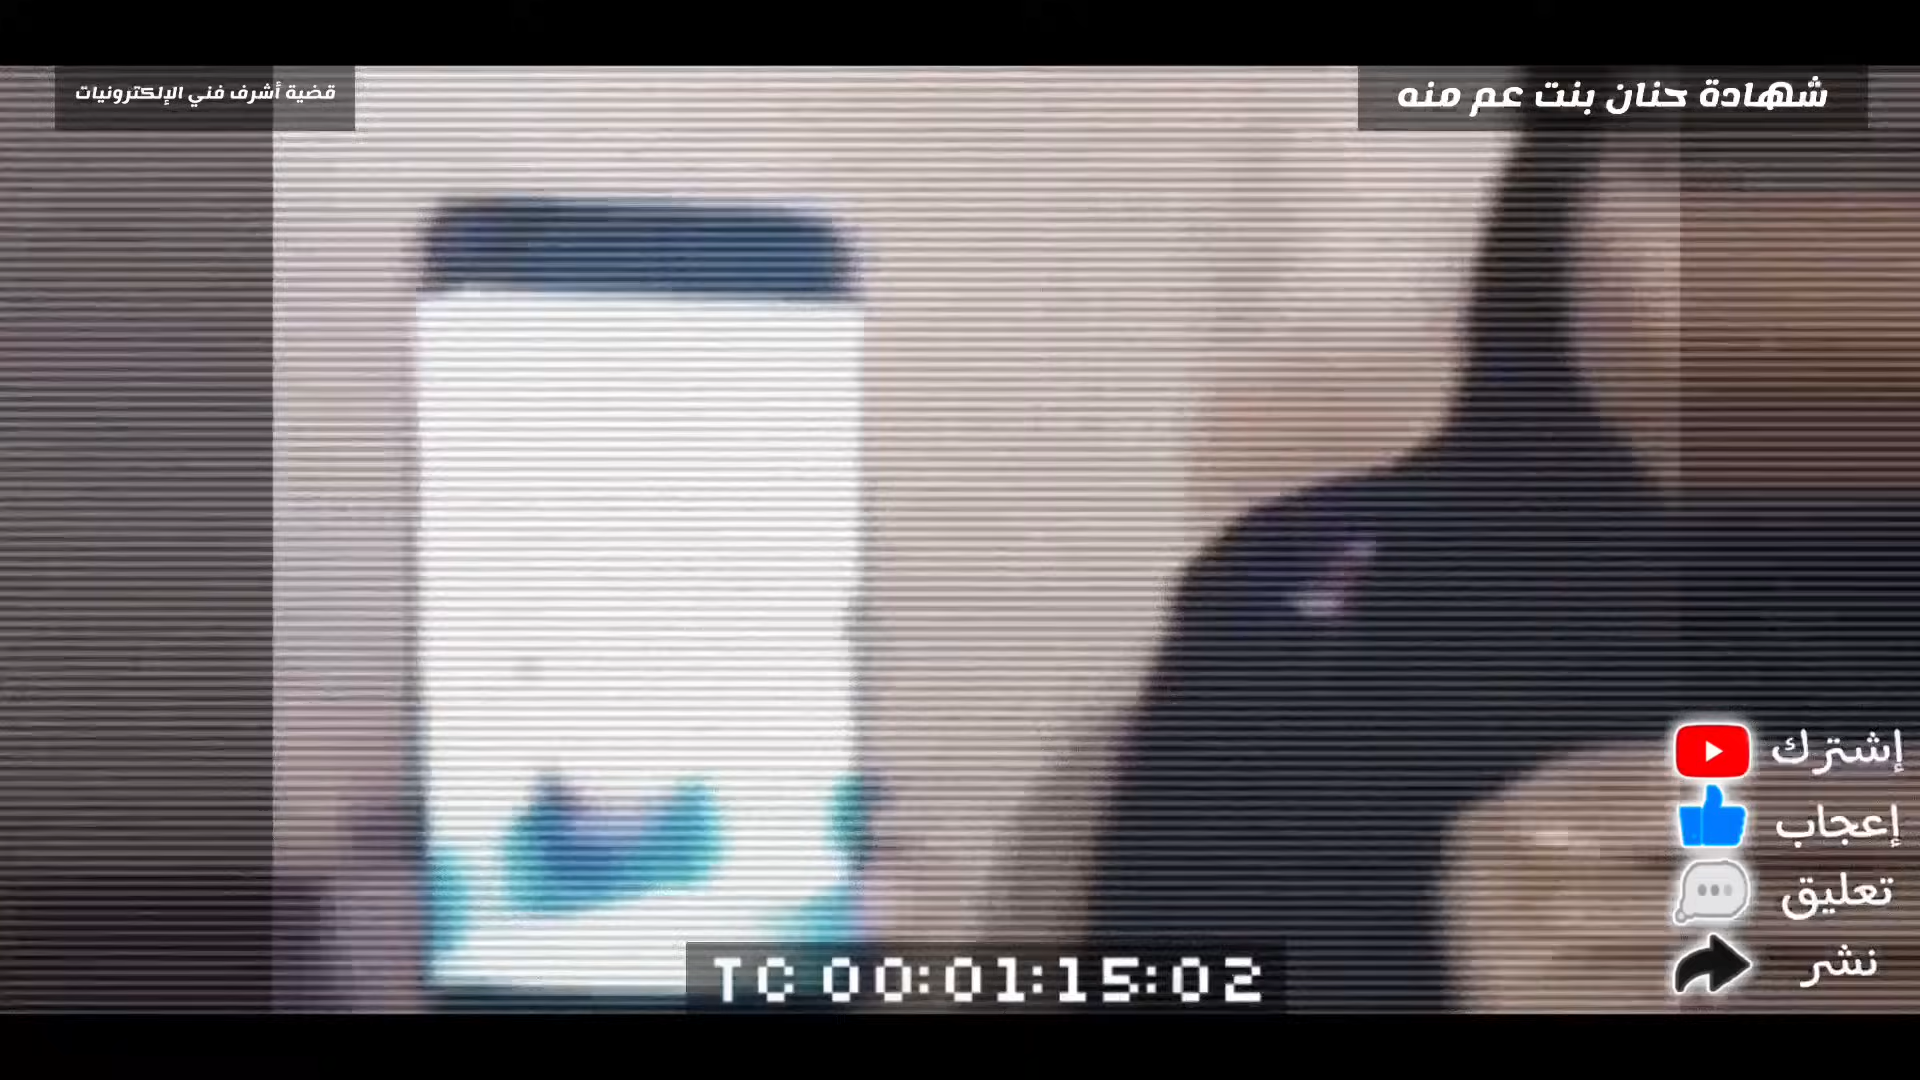 شهادة حنان بنت عم منه
قضية أشرف فني الإلكترونيات
إشترك
إعجاب
تعليق
نشر
TC 00:01:15:02